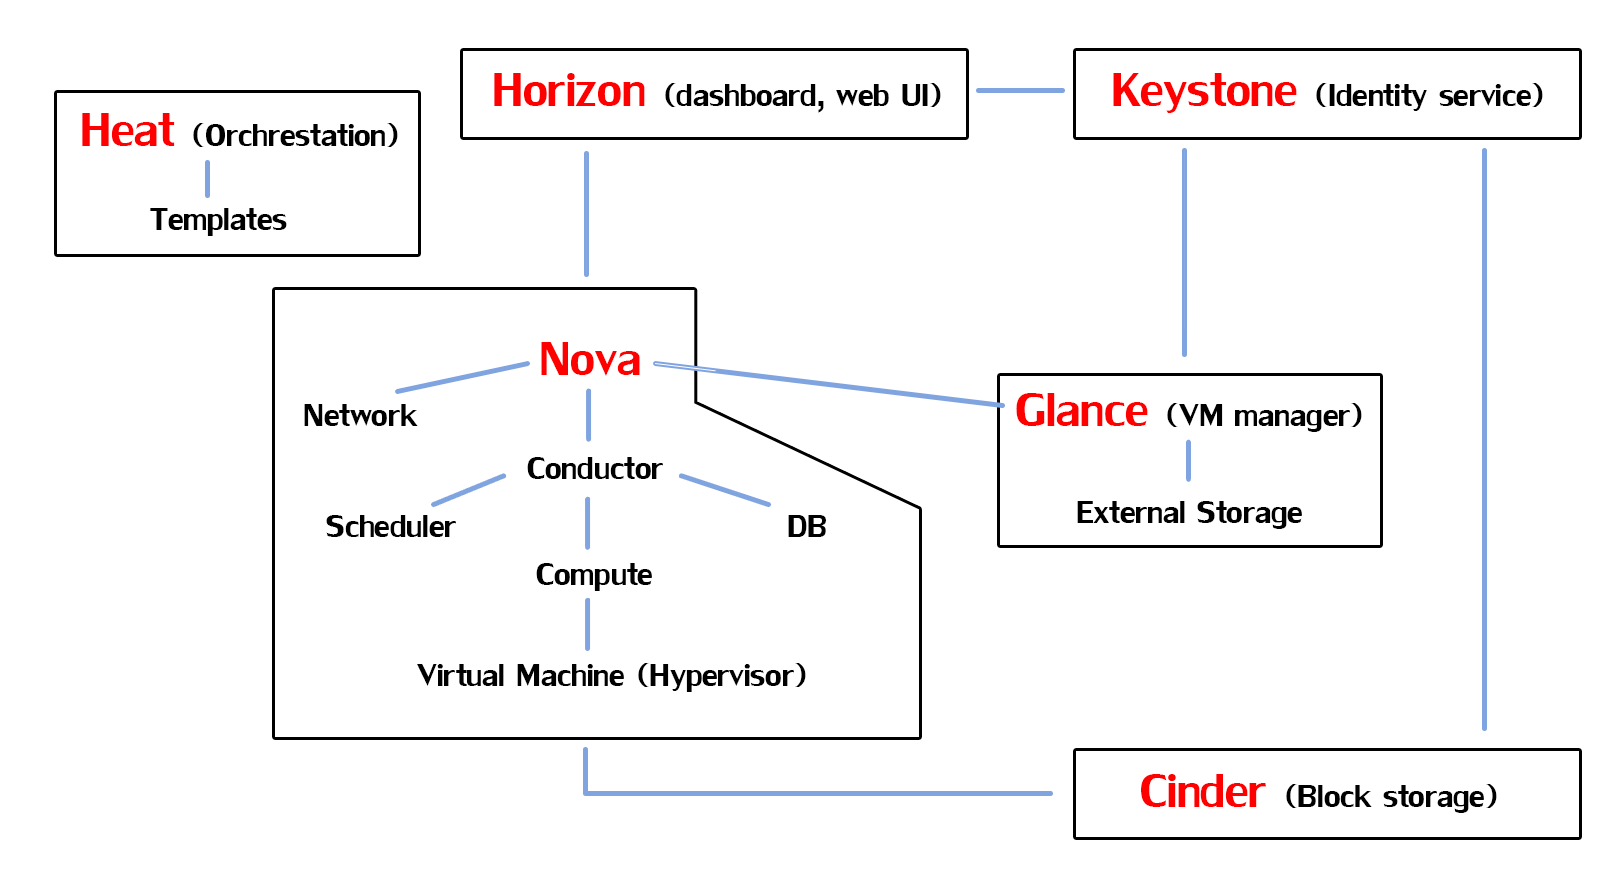 Horizon (dashboard, web UI)
Keystone (Identity service)
Heat (Orchrestation)
Templates
Nova
Network
Conductor
Scheduler
DB
Compute
Virtual Machine (Hypervisor)
Glance (VM manager)
External Storage
Cinder (Block storage)